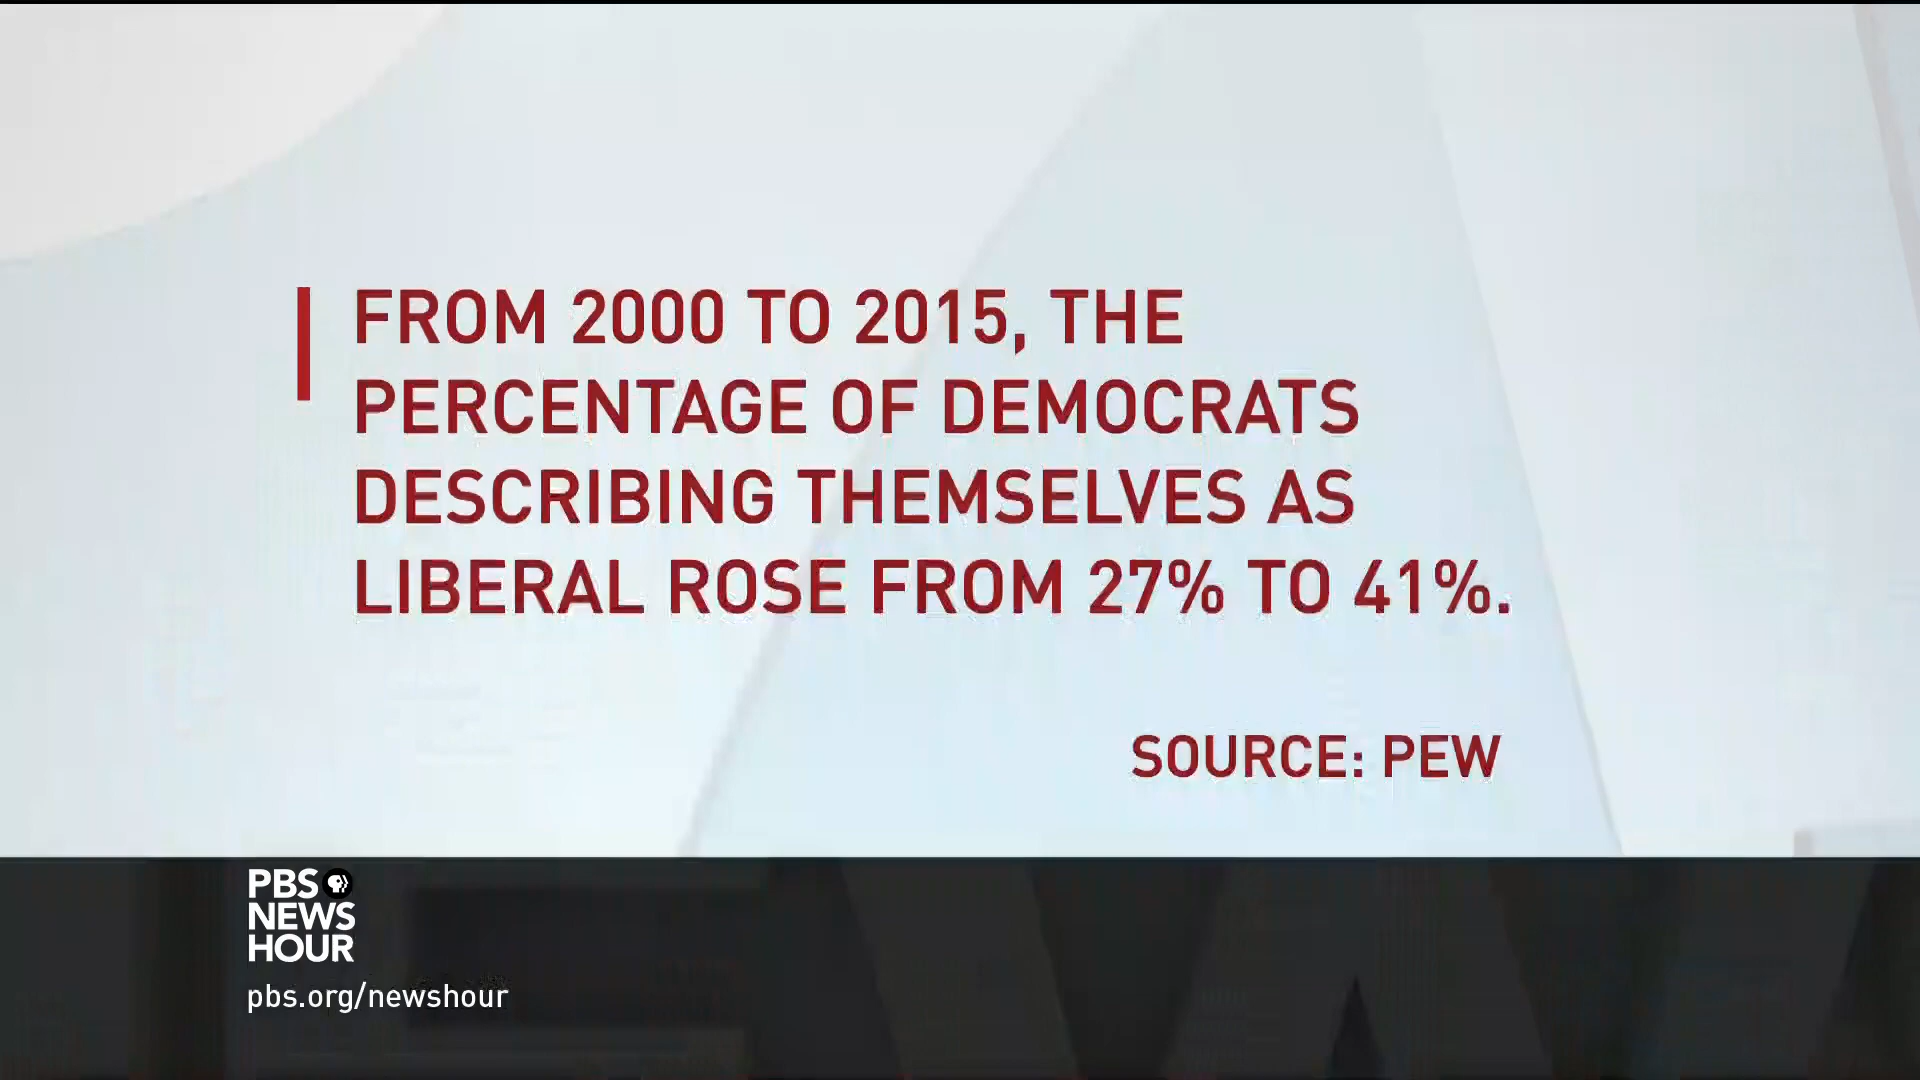 FROM 2000 TO 2015, THE
PERCENTAGE OF DEMOCRATS
DESCRIBING THEMSELVES AS
LIBERAL ROSE FROM 27% TO 41%.
SOURCE: PEW
PBS
NEWS
HOUR
pbs.org/newshour